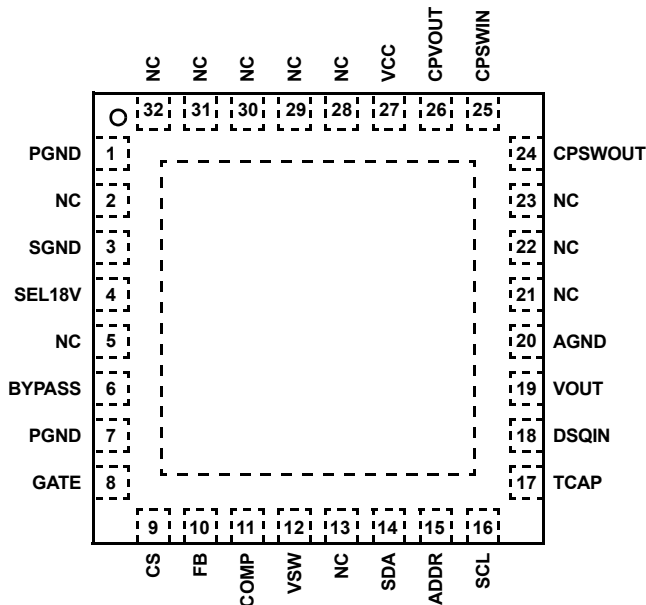 NC
NC
NC
NC
NC
VCC
CPVOUT
CPSWIN
32 31 30 29 28 27 26 25
PGND 1
NC 2
SGND 3
SEL18V 4
NC 5
BYPASS 6
PGND 7
GATE 8
24 CPSWOUT
23 NC
22 NC
21 NC
20 AGND
19 VOUT
18 DSQIN
17 TCAP
9 10 11 12 13 14 15 16
CS
FB
COMP
VSW
NC
SDA
ADDR
SCL